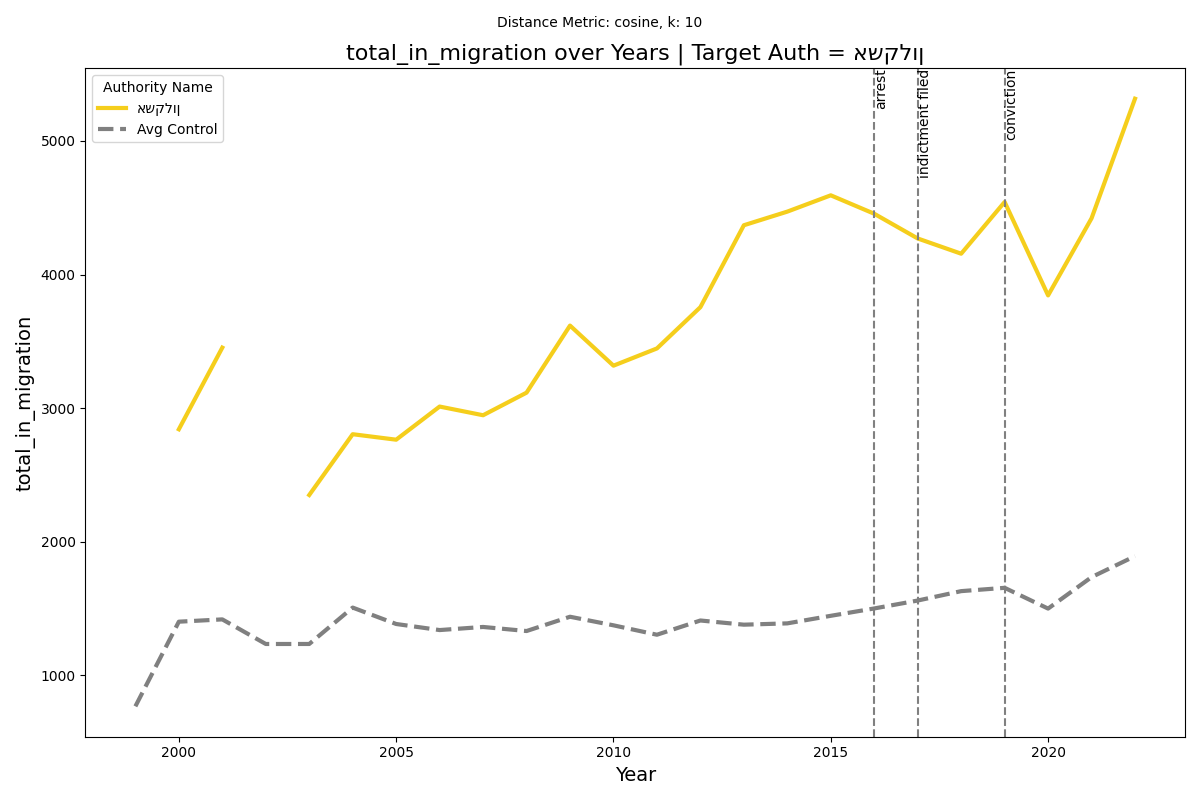 Distance Metric: cosine, k: 10
total_in_migration over Years | Target Auth = אשקלון
Authority Name
אשקלון
Avg Control
arrest
indictment filed
conviction
5000
4000
3000
2000
1000
total_in_migration
2000 2005 2010 2015 2020
Year